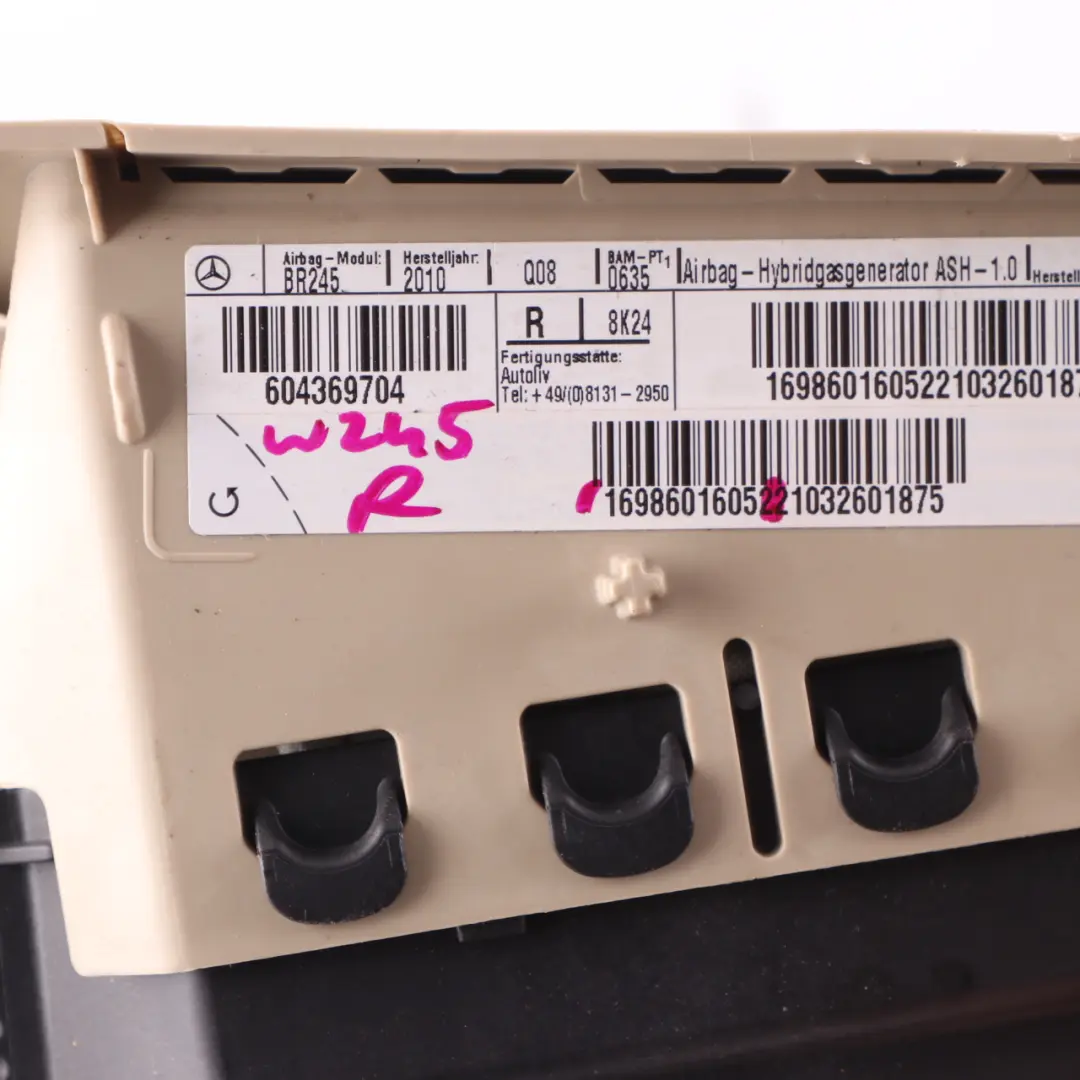 Airbag-Modul: Herstelljahr: BAM-PT1
BR245 2010 Q08 0635 Airbag-Hybridgasgenerator ASH-1.0
R 8K24
Fertigungsstätte:
Autoliv
Tel: +49/(0)8131-2950
604369704
W245
R
1698601605221032601875